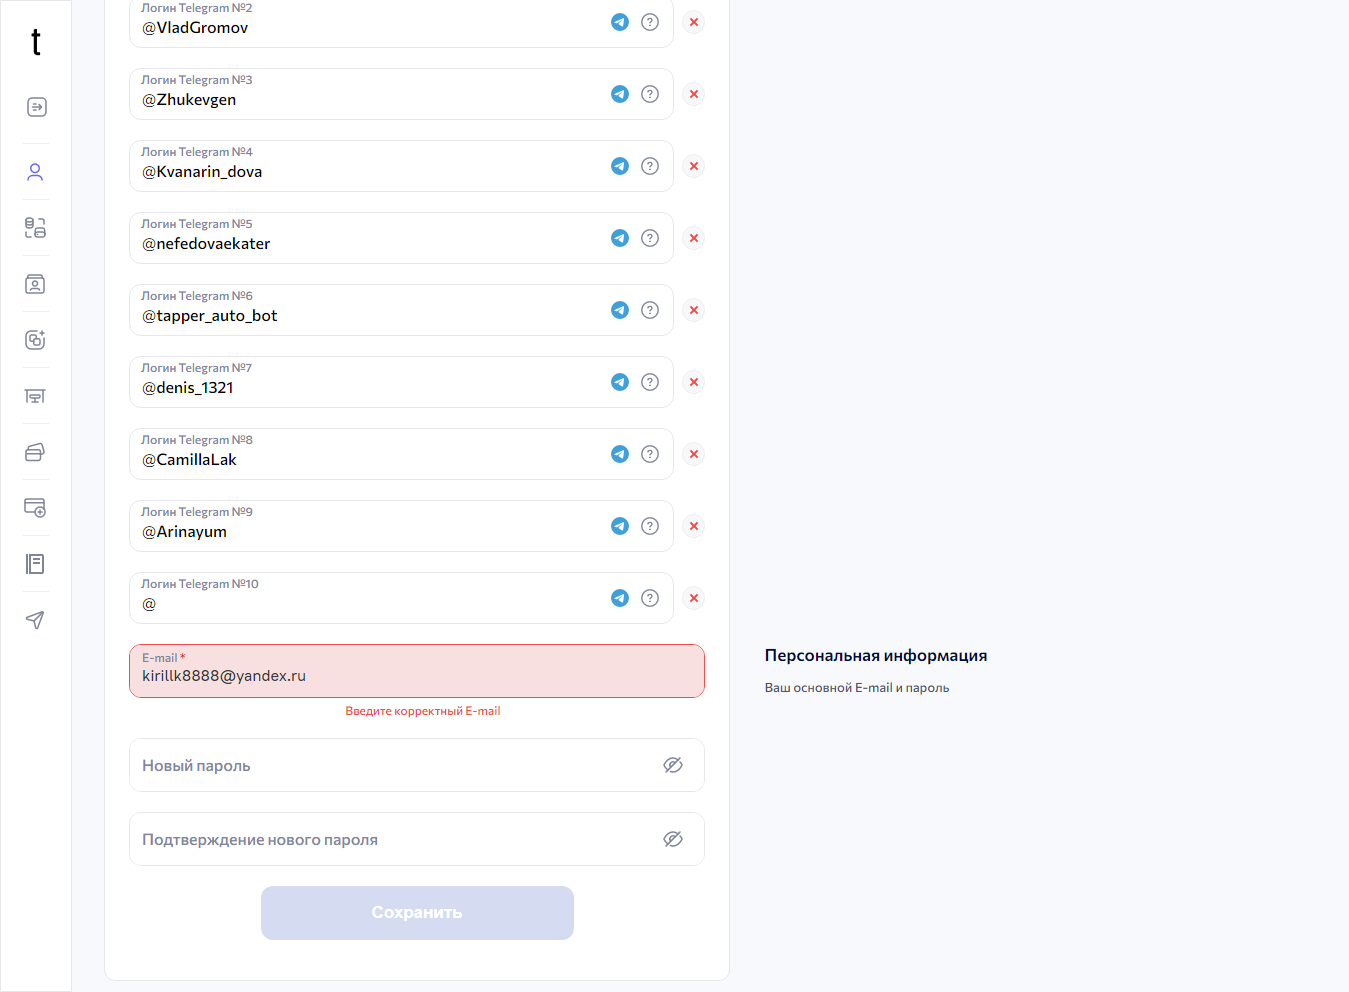 t
Логин Telegram №2
@VladGromov
Логин Telegram №3
@Zhukevgen
Логин Telegram №4
@Kvanarin_dova
Логин Telegram №5
@nefedovaekater
Логин Telegram №6
@tapper_auto_bot
Логин Telegram №7
@denis_1321
Логин Telegram №8
@CamillaLak
Логин Telegram №9
@Arinayum
Логин Telegram №10
@
E-mail *
kirillk8888@yandex.ru
Введите корректный E-mail
Персональная информация
Ваш основной E-mail и пароль
Новый пароль
Подтверждение нового пароля
Сохранить